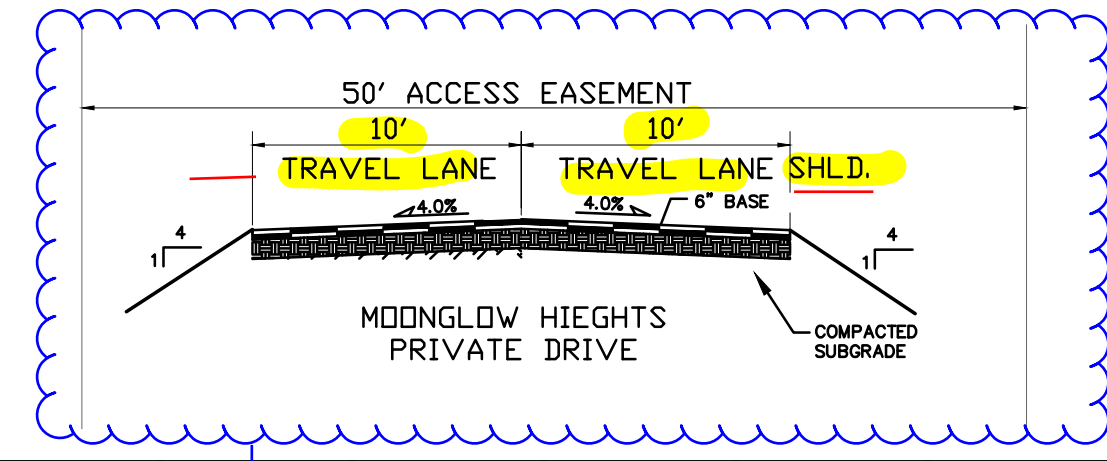 50' ACCESS EASEMENT
10' 10'
TRAVEL LANE TRAVEL LANE SHLD.
4.0% 4.0% 6" BASE
4 4
1 1
MOONGLOW HIEGHTS
PRIVATE DRIVE
COMPACTED
SUBGRADE